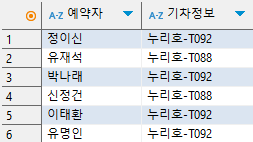 A-Z 예약자 A-Z 기차정보
1 정이신 누리호-T092
2 유재석 누리호-T088
3 박나래 누리호-T092
4 신정건 누리호-T088
5 이태환 누리호-T092
6 유명인 누리호-T092